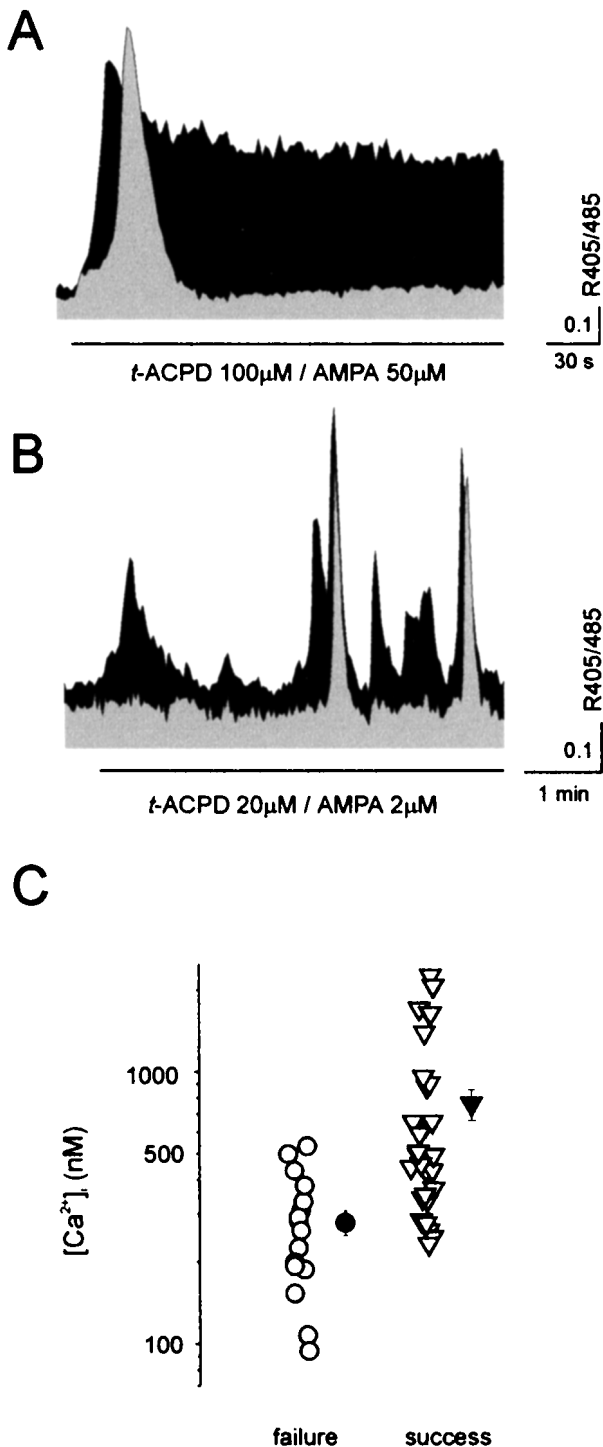 A
R405/485
0.1
30 s
t-ACPD 100µM / AMPA 50µM
B
R405/485
0.1
1 min
t-ACPD 20µM / AMPA 2µM
C
[Ca²⁺]ᵢ (nM)
1000
500
100
failure success